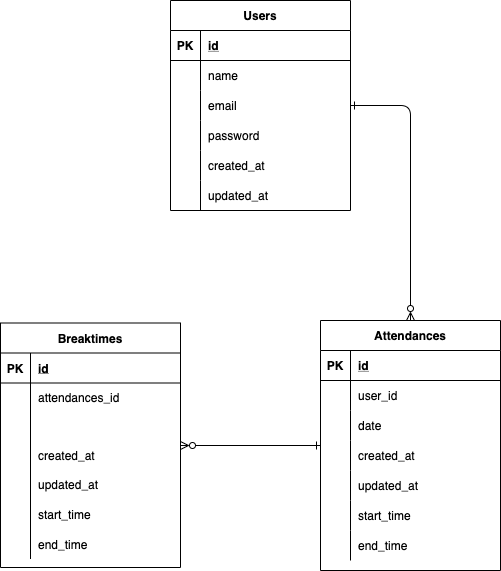 Users
PK id
name
email
password
created_at
updated_at
Breaktimes
PK id
attendances_id
created_at
updated_at
start_time
end_time
Attendances
PK id
user_id
date
created_at
updated_at
start_time
end_time